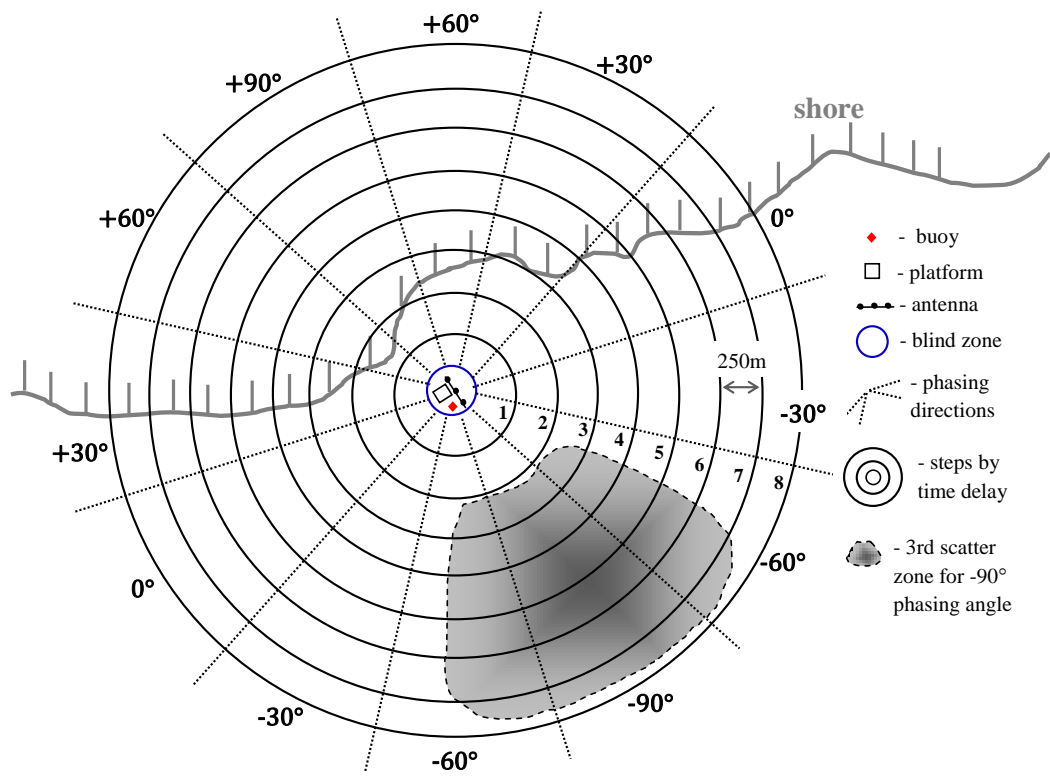 +60°
+90°
+30°
shore
+60°
0°
- buoy
- platform
- antenna
- blind zone
250m
- phasing
directions
-30°
1
2
3
4
5
6
7
8
+30°
- steps by
time delay
- 3rd scatter
zone for -90°
phasing angle
-60°
0°
-30°
-90°
-60°